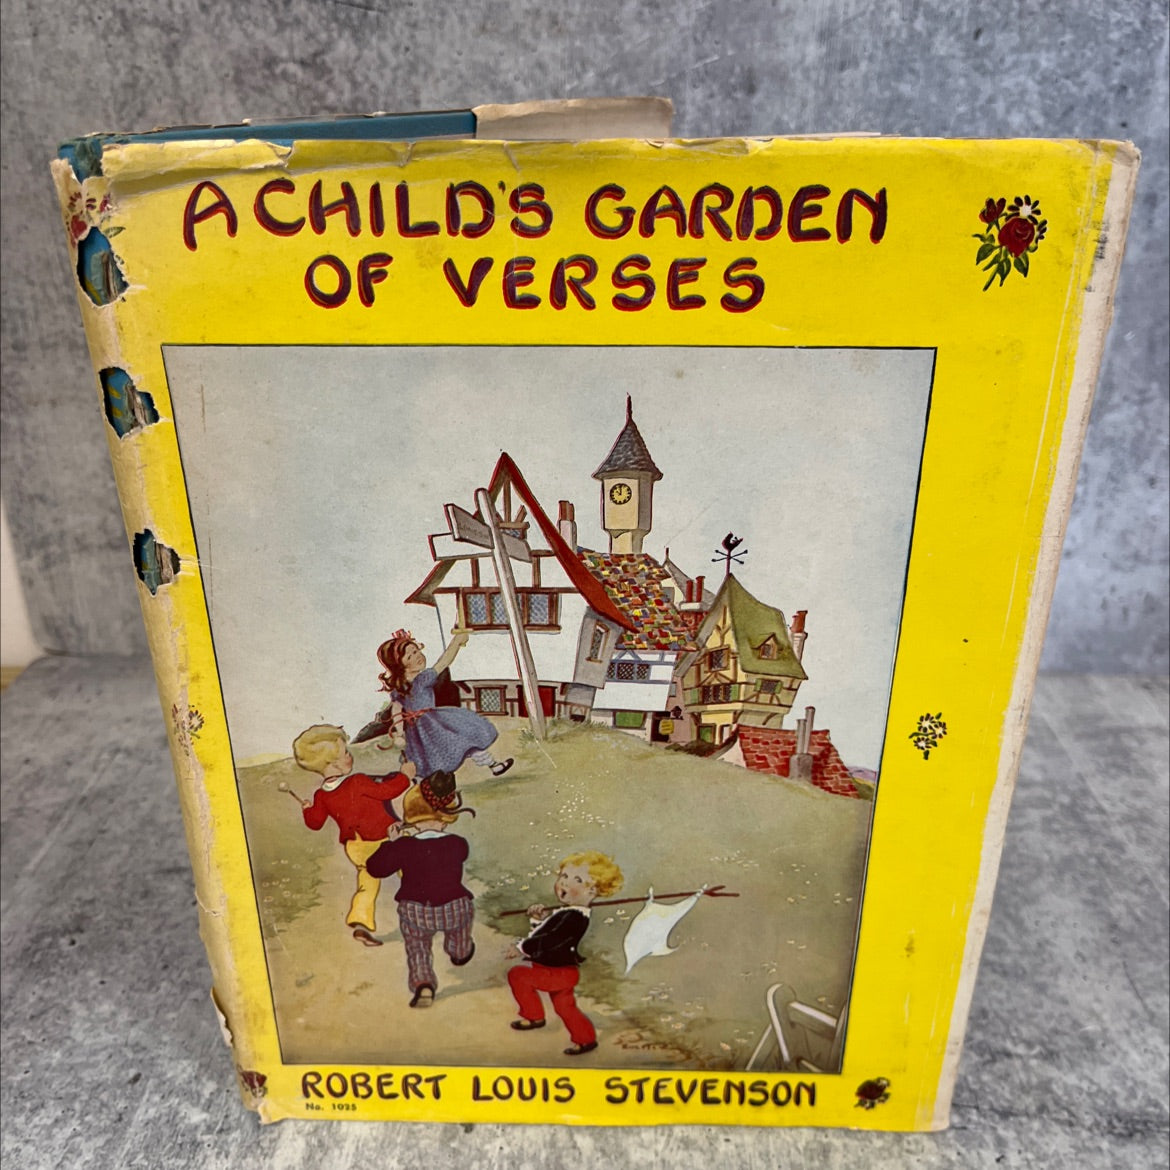 A CHILD'S GARDEN
OF VERSES
ROBERT LOUIS STEVENSON
No. 1025